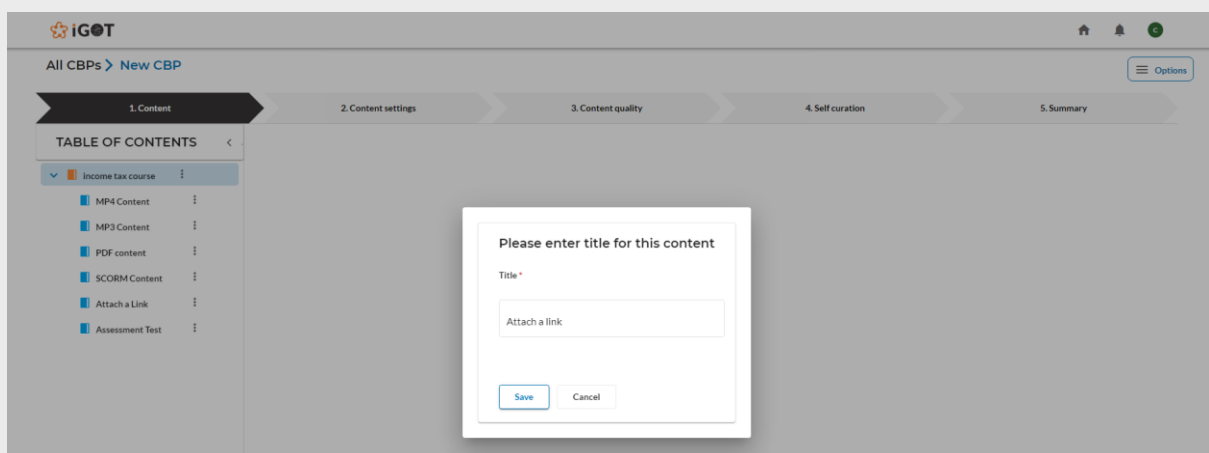 iGOT
C
All CBPs > New CBP
Options
1. Content
2. Content settings
3. Content quality
4. Self curation
5. Summary
TABLE OF CONTENTS
income tax course
MP4 Content
MP3 Content
PDF content
SCORM Content
Attach a Link
Assessment Test
Please enter title for this content
Title *
Attach a link
Save
Cancel